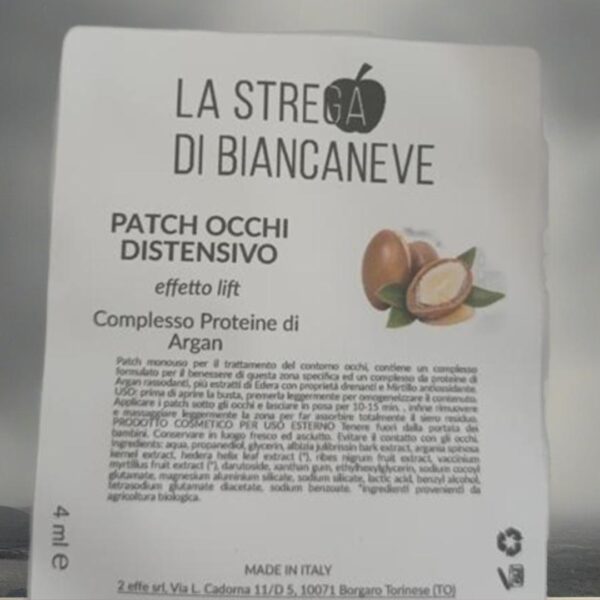 LA STREGA
DI BIANCANEVE
PATCH OCCHI
DISTENSIVO
effetto lift
Complesso Proteine di
Argan
Patch monouso per il trattamento del contorno occhi, contiene un complesso
formulato per il benessere di questa zona specifica ed un complesso da proteine di
Argan rassodanti, più estratti di Edera con proprietà drenanti e Mirtillo antiossidante.
USO: prima di aprire la busta, premerla leggermente per omogeneizzare il contenuto.
Applicare i patch sotto gli occhi e lasciare in posa per 10-15 min. , infine rimuovere
e massaggiare leggermente la zona per far assorbire totalmente il siero residuo.
PRODOTTO COSMETICO PER USO ESTERNO Tenere fuori dalla portata dei
bambini. Conservare in luogo fresco ed asciutto. Evitare il contatto con gli occhi.
Ingredients: aqua, propanediol, glycerin, albizia julibrissin bark extract, argania spinosa
kernel extract, hedera helix leaf extract (*), ribes nigrum fruit extract, vaccinium
myrtillus fruit extract (*), darutoside, xanthan gum, ethylhexylglycerin, sodium cocoyl
glutamate, magnesium aluminium silicate, sodium silicate, lactic acid, benzyl alcohol,
tetrasodium glutamate diacetate, sodium benzoate. *ingredienti provenienti da
agricoltura biologica.
4 ml e
MADE IN ITALY
2 effe srl, Via L. Cadorna 11/D 5, 10071 Borgaro Torinese (TO)